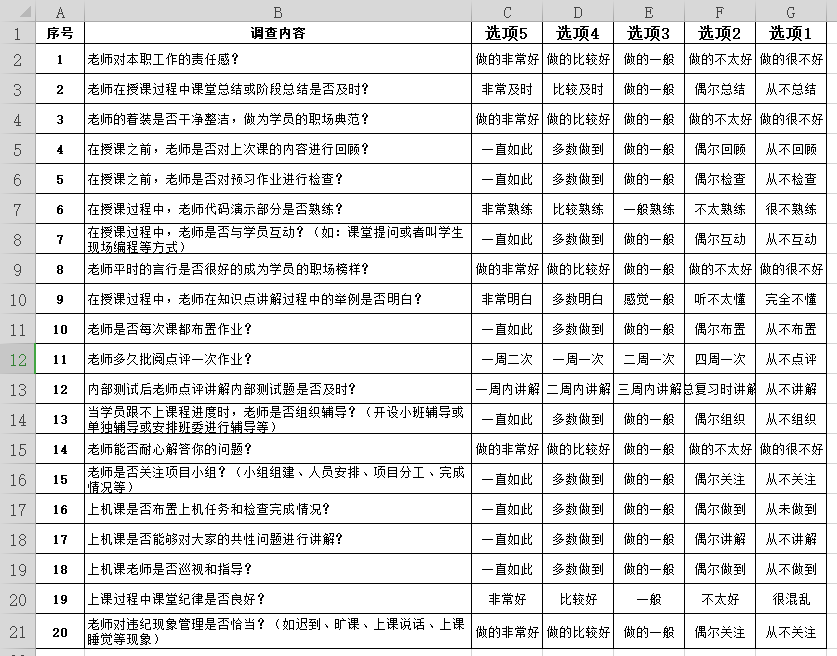 A B C D E F G
1 序号 调查内容 选项5 选项4 选项3 选项2 选项1
2 1 老师对本职工作的责任感? 做的非常好 做的比较好 做的一般 做的不太好 做的很不好
3 2 老师在授课过程中课堂总结或阶段总结是否及时? 非常及时 比较及时 做的一般 偶尔总结 从不总结
4 3 老师的着装是否干净整洁，做为学员的职场典范? 做的非常好 做的比较好 做的一般 做的不太好 做的很不好
5 4 在授课之前，老师是否对上次课的内容进行回顾? 一直如此 多数做到 做的一般 偶尔回顾 从不回顾
6 5 在授课之前，老师是否对预习作业进行检查? 一直如此 多数做到 做的一般 偶尔检查 从不检查
7 6 在授课过程中，老师代码演示部分是否熟练? 非常熟练 比较熟练 一般熟练 不太熟练 很不熟练
8 7 在授课过程中，老师是否与学员互动?（如：课堂提问或者叫学生
现场编程等方式） 一直如此 多数做到 做的一般 偶尔互动 从不互动
9 8 老师平时的言行是否很好的成为学员的职场榜样? 做的非常好 做的比较好 做的一般 做的不太好 做的很不好
10 9 在授课过程中，老师在知识点讲解过程中的举例是否明白? 非常明白 多数明白 感觉一般 听不太懂 完全不懂
11 10 老师是否每次课都布置作业? 一直如此 多数做到 做的一般 偶尔布置 从不布置
12 11 老师多久批阅点评一次作业? 一周二次 一周一次 二周一次 四周一次 从不点评
13 12 内部测试后老师点评讲解内部测试题是否及时? 一周内讲解 二周内讲解 三周内讲解 总复习时讲解 从不讲解
14 13 当学员跟不上课程进度时，老师是否组织辅导?（开设小班辅导或
单独辅导或安排班委进行辅导等） 一直如此 多数做到 做的一般 偶尔组织 从不组织
15 14 老师能否耐心解答你的问题? 做的非常好 做的比较好 做的一般 做的不太好 做的很不好
16 15 老师是否关注项目小组?（小组组建、人员安排、项目分工、完成
情况等） 一直如此 多数做到 做的一般 偶尔关注 从不关注
17 16 上机课是否布置上机任务和检查完成情况? 一直如此 多数做到 做的一般 偶尔做到 从未做到
18 17 上机课是否能够对大家的共性问题进行讲解? 一直如此 多数做到 做的一般 偶尔讲解 从不讲解
19 18 上机课老师是否巡视和指导? 一直如此 多数做到 做的一般 偶尔做到 从不做到
20 19 上课过程中课堂纪律是否良好? 非常好 比较好 一般 不太好 很混乱
21 20 老师对违纪现象管理是否恰当?（如迟到、旷课、上课说话、上课
睡觉等现象） 做的非常好 做的比较好 做的一般 偶尔关注 从不关注